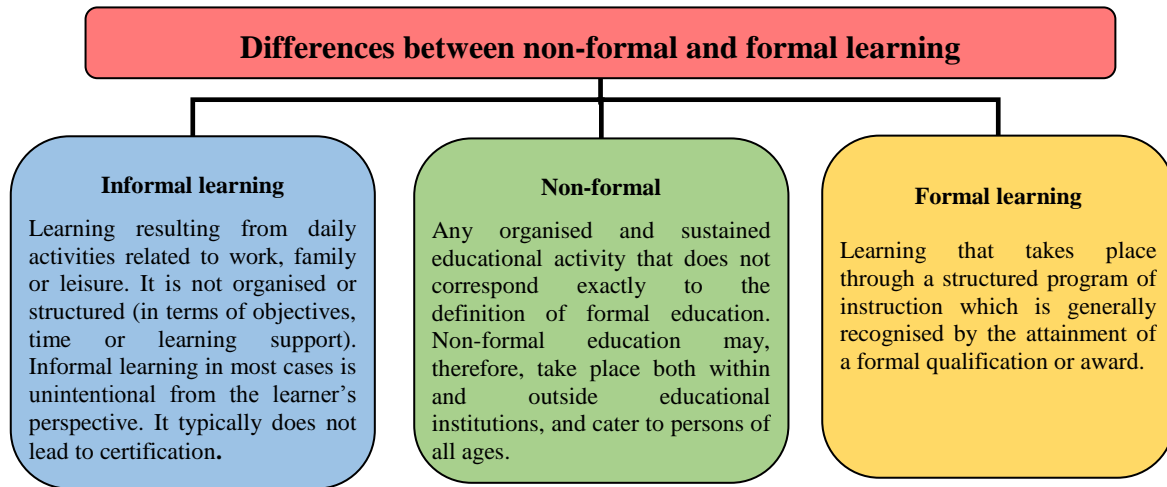 Differences between non-formal and formal learning
Informal learning
Learning resulting from daily
activities related to work, family
or leisure. It is not organised or
structured (in terms of objectives,
time or learning support).
Informal learning in most cases is
unintentional from the learner’s
perspective. It typically does not
lead to certification.
Non-formal
Any organised and sustained
educational activity that does not
correspond exactly to the
definition of formal education.
Non-formal education may,
therefore, take place both within
and outside educational
institutions, and cater to persons of
all ages.
Formal learning
Learning that takes place
through a structured program of
instruction which is generally
recognised by the attainment of
a formal qualification or award.